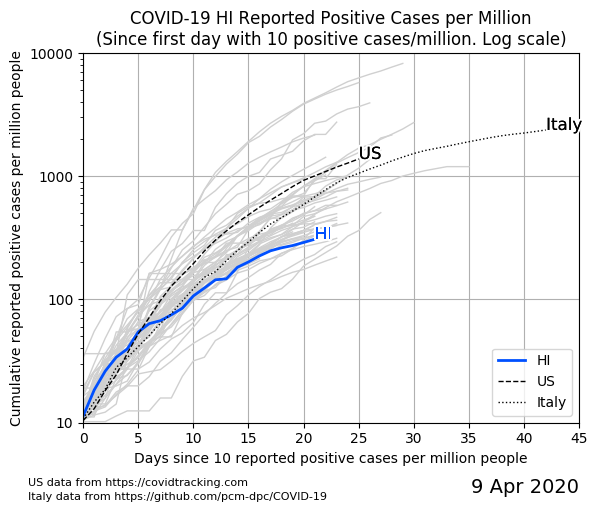 COVID-19 HI Reported Positive Cases per Million
(Since first day with 10 positive cases/million. Log scale)
Cumulative reported positive cases per million people
10000
1000
100
10
Italy
US
HI
HI
US
Italy
0 5 10 15 20 25 30 35 40 45
Days since 10 reported positive cases per million people
US data from https://covidtracking.com
Italy data from https://github.com/pcm-dpc/COVID-19
9 Apr 2020